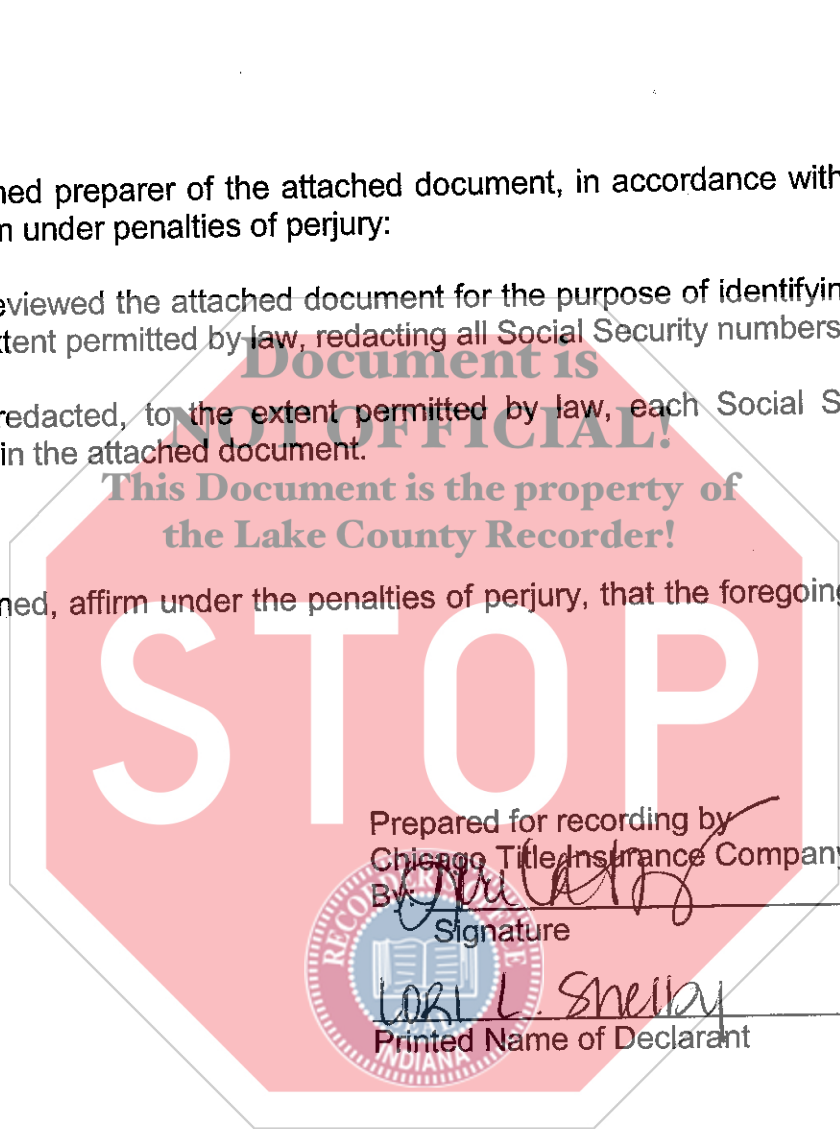 ned preparer of the attached document, in accordance with
n under penalties of perjury:
eviewed the attached document for the purpose of identifyin
xtent permitted by law, redacting all Social Security numbers
Document is
redacted, to the extent permitted by law, each Social S
NOT OFFICIAL!
in the attached document.
This Document is the property of
the Lake County Recorder!
ned, affirm under the penalties of perjury, that the foregoing
STOP
Prepared for recording by
Chicago Title Insurance Company
By:
Signature
LORI L. Shelby
Printed Name of Declarant
INDIANA